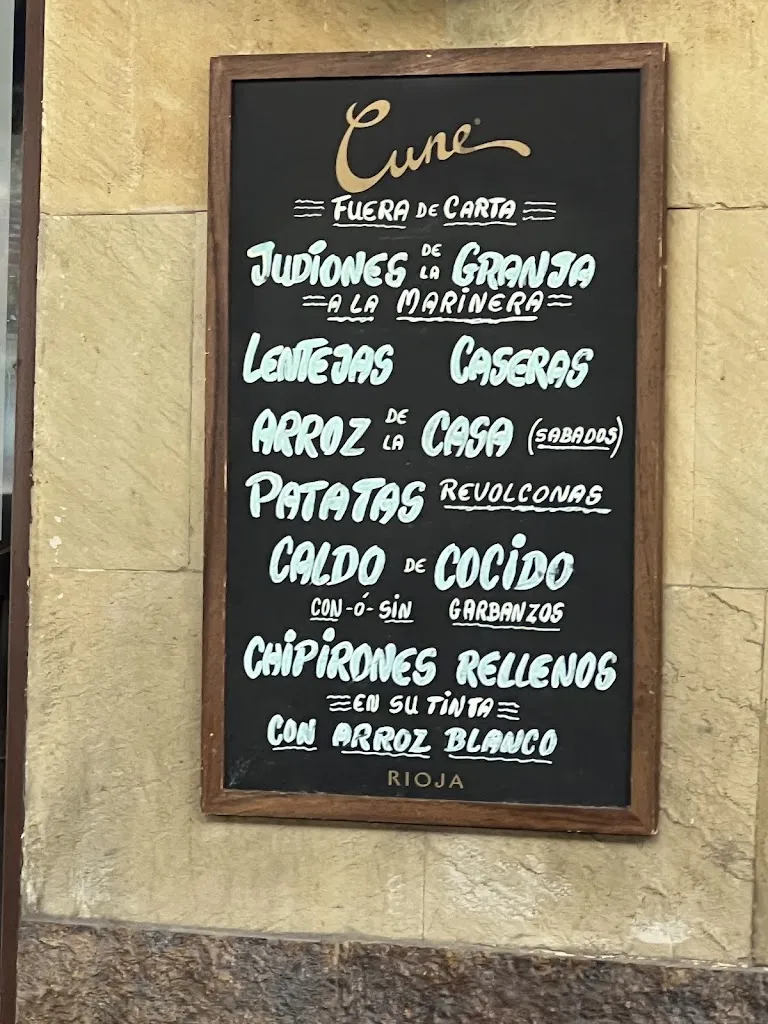 Cune
FUERA DE CARTA
JUDIONES DE LA GRANJA
A LA MARINERA
LENTEJAS CASERAS
ARROZ DE LA CASA (SABADOS)
PATATAS REVOLCONAS
CALDO DE COCIDO
CON-Ó-SIN GARBANZOS
CHIPIRONES RELLENOS
EN SU TINTA
CON ARROZ BLANCO
RIOJA